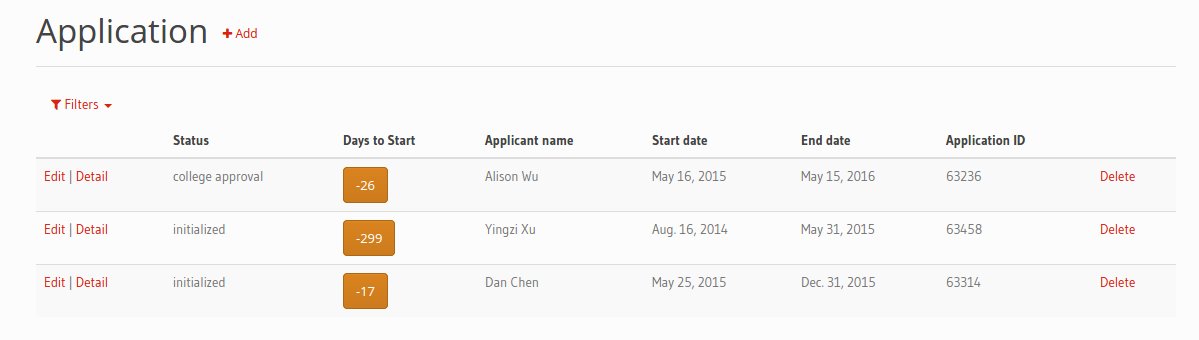 Application + Add
Filters
Status Days to Start Applicant name Start date End date Application ID
Edit | Detail college approval -26 Alison Wu May 16, 2015 May 15, 2016 63236 Delete
Edit | Detail initialized -299 Yingzi Xu Aug. 16, 2014 May 31, 2015 63458 Delete
Edit | Detail initialized -17 Dan Chen May 25, 2015 Dec. 31, 2015 63314 Delete